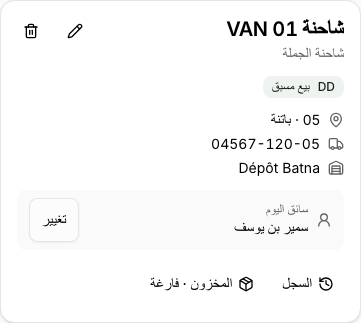 شاحنة VAN 01
شاحنة الجملة
DD بيع مسبق
05 · باتنة
04567-120-05
Dépôt Batna
سائق اليوم
سمير بن يوسف
تغيير
السجل
المخزون · فارغة